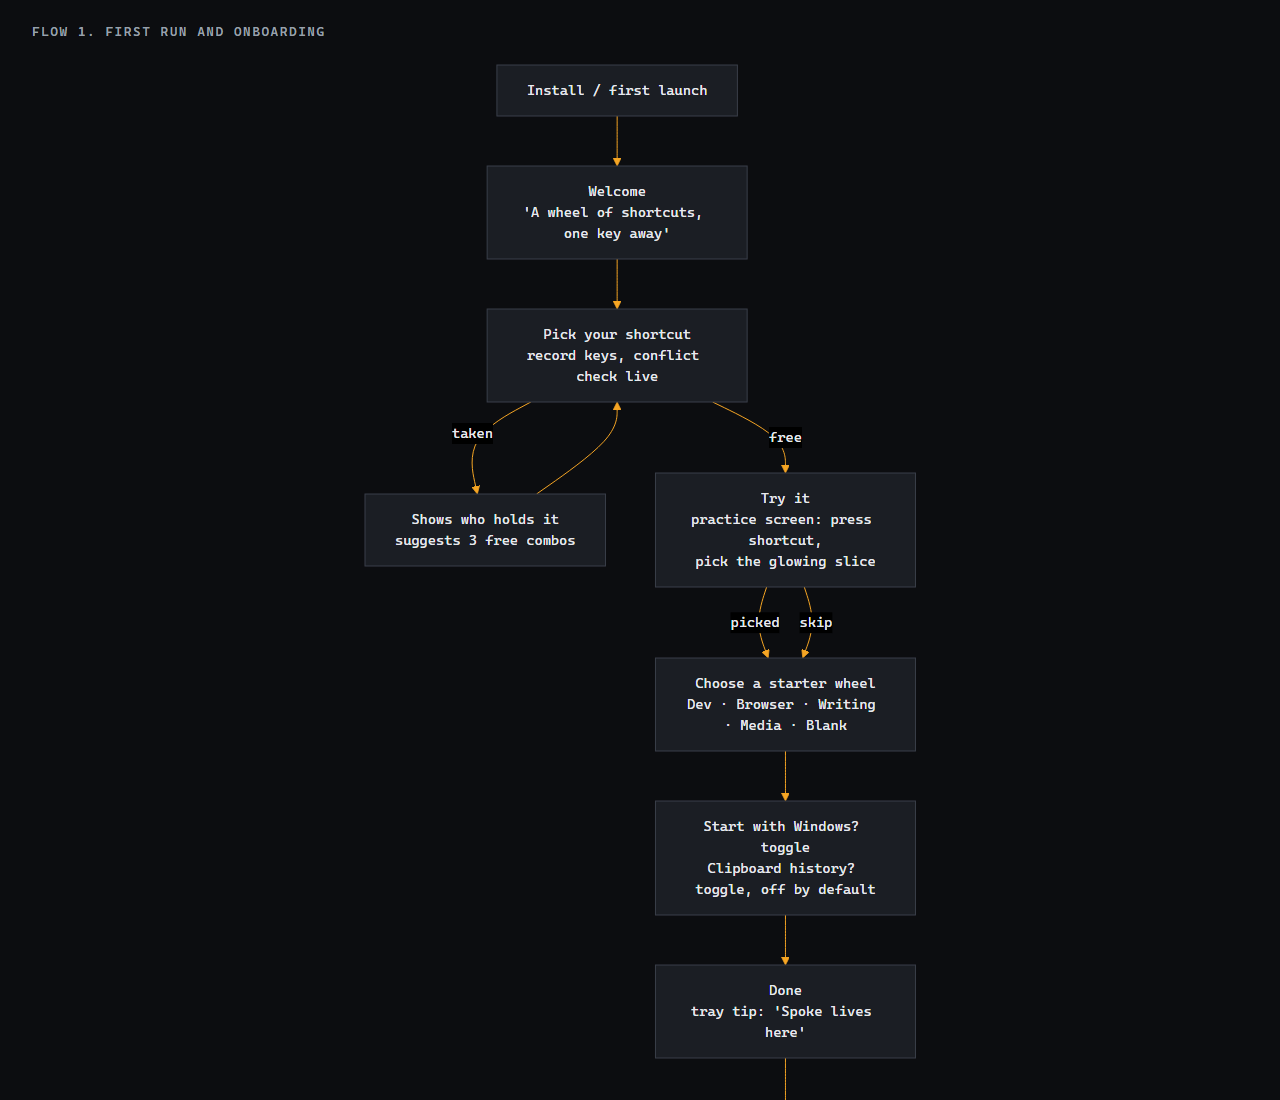 FLOW 1. FIRST RUN AND ONBOARDING
Install / first launch
Welcome
'A wheel of shortcuts,
one key away'
Pick your shortcut
record keys, conflict
check live
taken
free
Shows who holds it
suggests 3 free combos
Try it
practice screen: press
shortcut,
pick the glowing slice
picked
skip
Choose a starter wheel
Dev · Browser · Writing
· Media · Blank
Start with Windows?
toggle
Clipboard history?
toggle, off by default
Done
tray tip: 'Spoke lives
here'